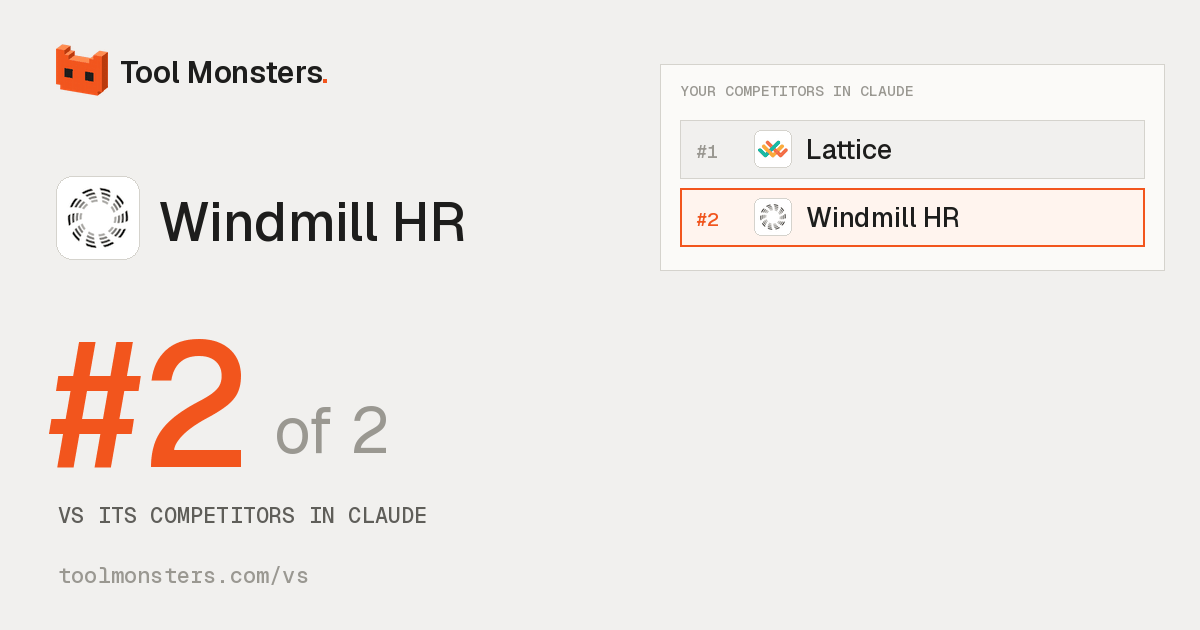 Tool Monsters.
Windmill HR
#2 of 2
VS ITS COMPETITORS IN CLAUDE
toolmonsters.com/vs
YOUR COMPETITORS IN CLAUDE
#1 Lattice
#2 Windmill HR